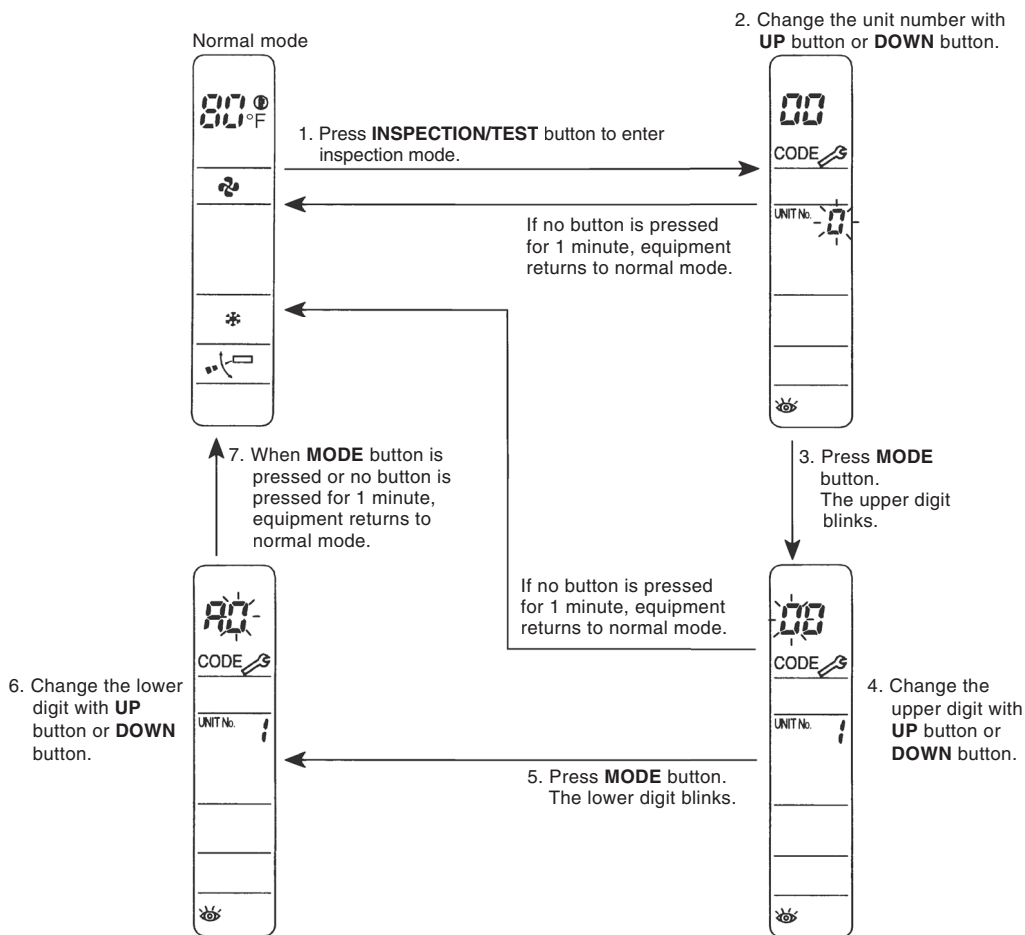 Normal mode
80 °F
1. Press INSPECTION/TEST button to enter
inspection mode.
2. Change the unit number with
UP button or DOWN button.
00
CODE
UNIT No. 0
If no button is pressed
for 1 minute, equipment
returns to normal mode.
3. Press MODE
button.
The upper digit
blinks.
00
CODE
UNIT No. 1
4. Change the
upper digit with
UP button or
DOWN button.
If no button is pressed
for 1 minute, equipment
returns to normal mode.
5. Press MODE button.
The lower digit blinks.
A0
CODE
UNIT No. 1
6. Change the lower
digit with UP
button or DOWN
button.
7. When MODE button is
pressed or no button is
pressed for 1 minute,
equipment returns to
normal mode.